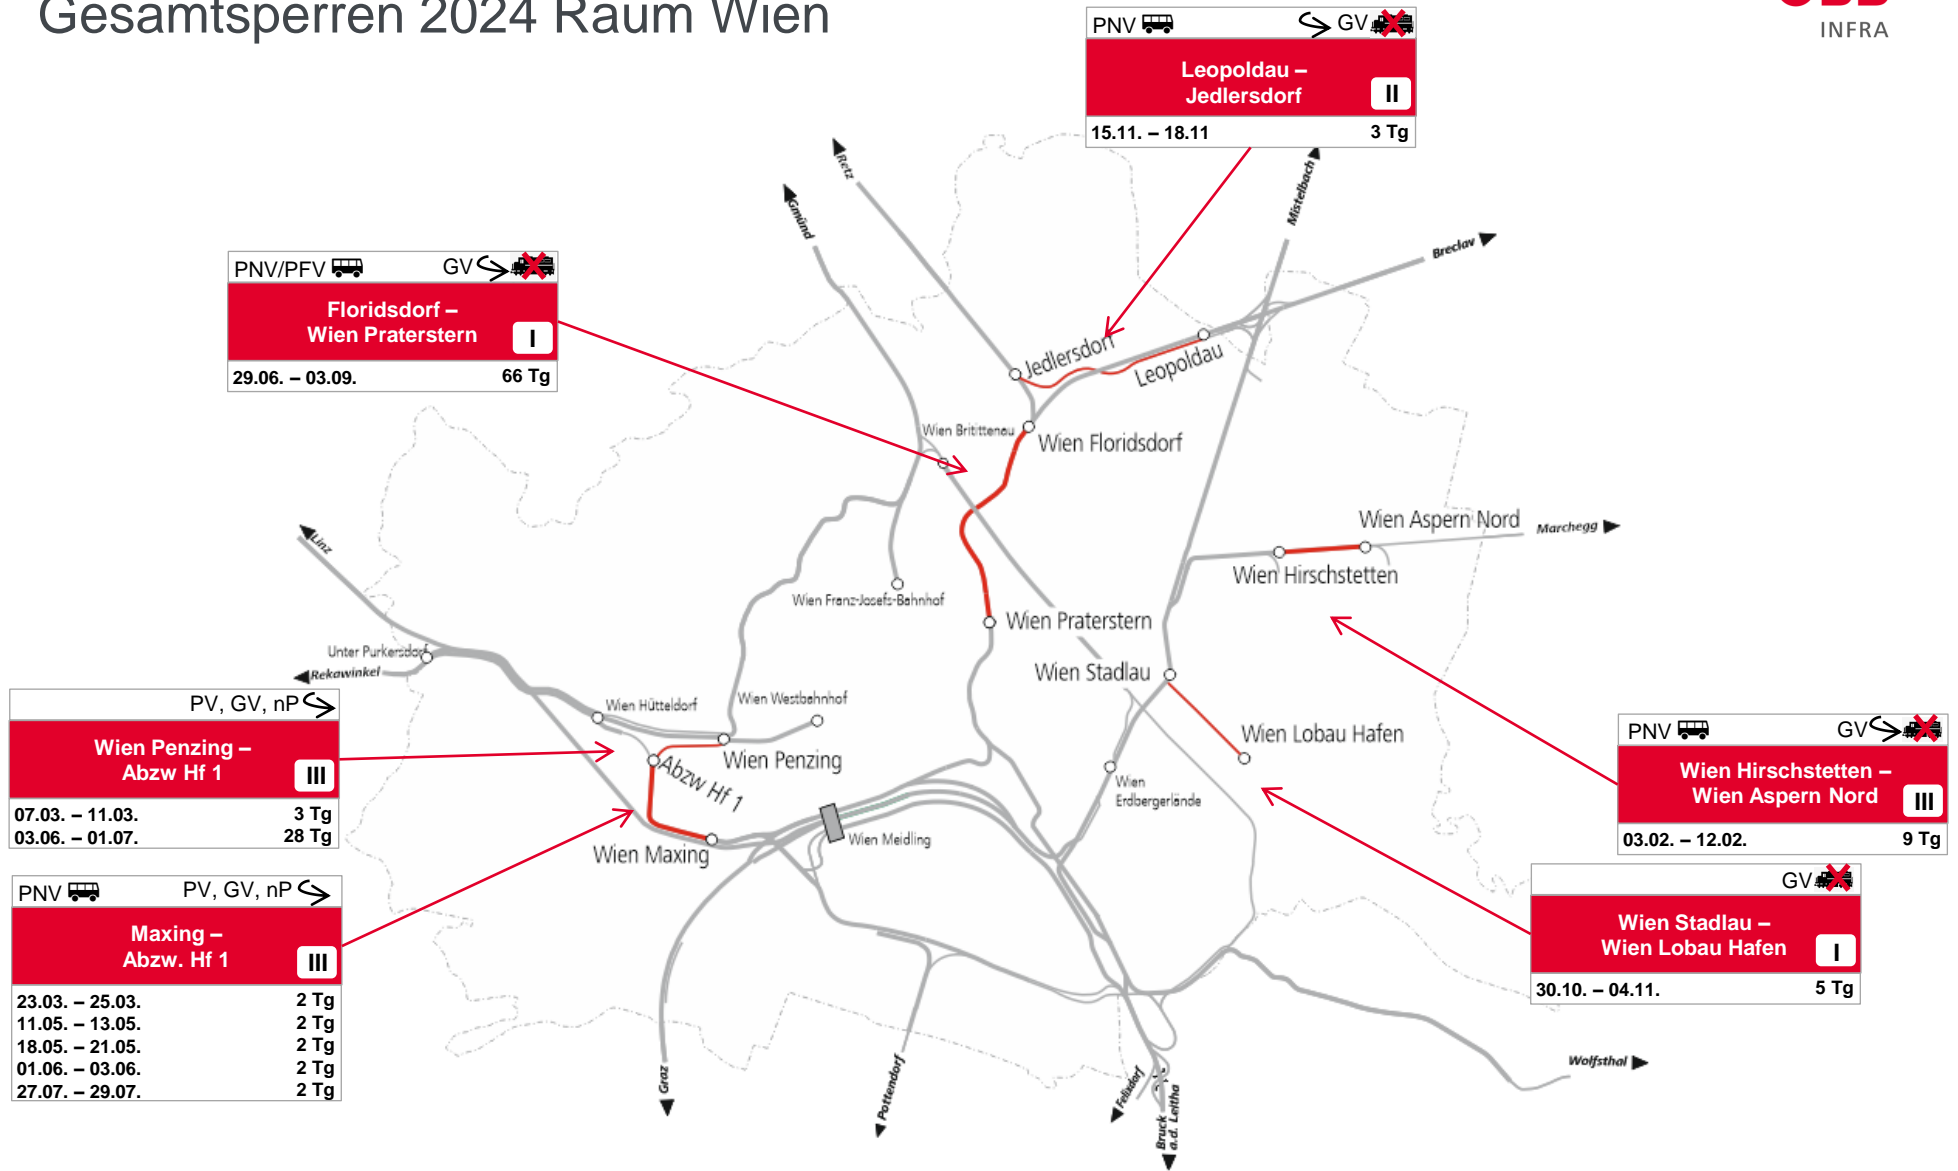 Gesamtsperren 2024 Raum Wien
ÖBB
INFRA
PNV GV
Leopoldau –
Jedlersdorf
II
15.11. – 18.11 3 Tg
Retz
Gmünd
Mistelbach
Breclav
PNV/PFV GV
Floridsdorf –
Wien Praterstern
I
29.06. – 03.09. 66 Tg
Jedlersdorf
Leopoldau
Wien Britittenau
Wien Floridsdorf
Wien Aspern Nord
Marchegg
Linz
Wien Hirschstetten
Wien Franz-Josefs-Bahnhof
Wien Praterstern
Unter Purkersdorf
Rekawinkel
Wien Stadlau
PV, GV, nP
Wien Penzing –
Abzw Hf 1
III
07.03. – 11.03. 3 Tg
03.06. – 01.07. 28 Tg
Wien Hütteldorf
Wien Westbahnhof
Wien Penzing
Abzw Hf 1
Wien Lobau Hafen
Wien
Erdbergerlände
PNV GV
Wien Hirschstetten –
Wien Aspern Nord
III
03.02. – 12.02. 9 Tg
Wien Maxing
Wien Meidling
PNV PV, GV, nP
Maxing –
Abzw. Hf 1
III
23.03. – 25.03. 2 Tg
11.05. – 13.05. 2 Tg
18.05. – 21.05. 2 Tg
01.06. – 03.06. 2 Tg
27.07. – 29.07. 2 Tg
GV
Wien Stadlau –
Wien Lobau Hafen
I
30.10. – 04.11. 5 Tg
Graz
Pottendorf
Felixdorf
Bruck
a.d. Leitha
Wolfsthal